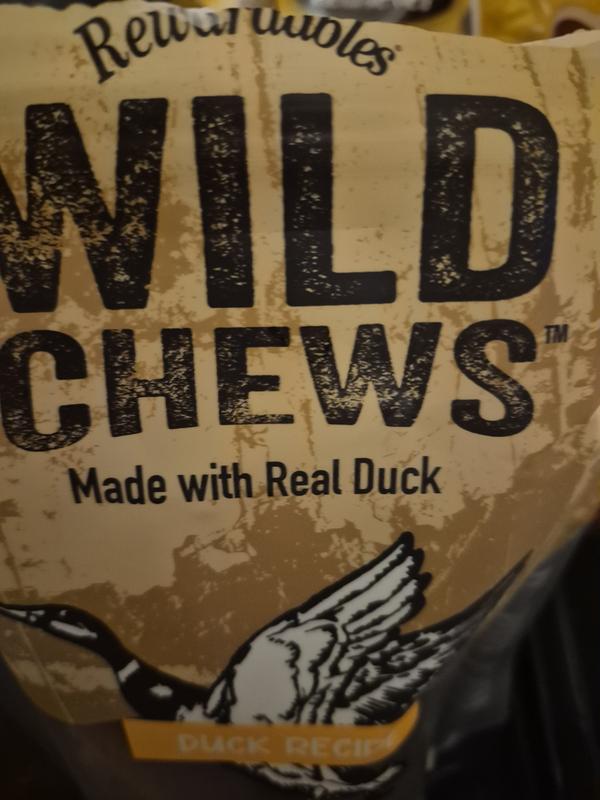 Rewardables
WILD
CHEWS™
Made with Real Duck
DUCK RECIPE